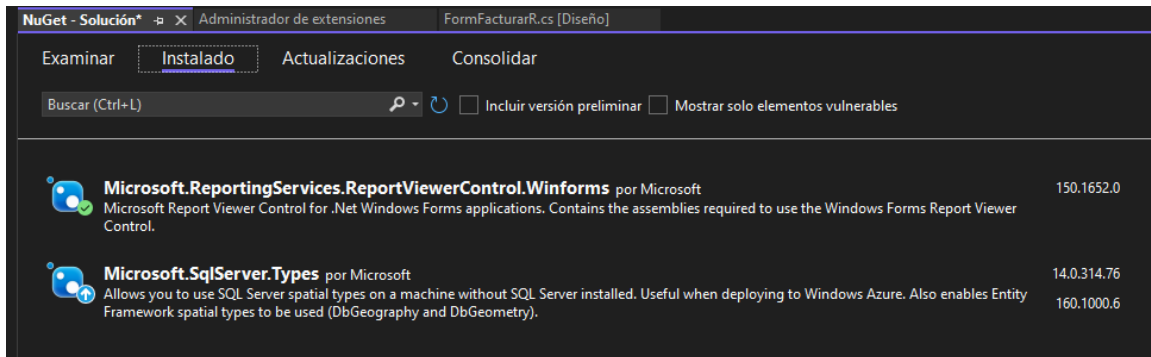 NuGet - Solución* Administrador de extensiones FormFacturarR.cs [Diseño]
Examinar Instalado Actualizaciones Consolidar
Buscar (Ctrl+L) Incluir versión preliminar Mostrar solo elementos vulnerables
Microsoft.ReportingServices.ReportViewerControl.Winforms por Microsoft 150.1652.0
Microsoft Report Viewer Control for .Net Windows Forms applications. Contains the assemblies required to use the Windows Forms Report Viewer
Control.
Microsoft.SqlServer.Types por Microsoft 14.0.314.76
Allows you to use SQL Server spatial types on a machine without SQL Server installed. Useful when deploying to Windows Azure. Also enables Entity 160.1000.6
Framework spatial types to be used (DbGeography and DbGeometry).